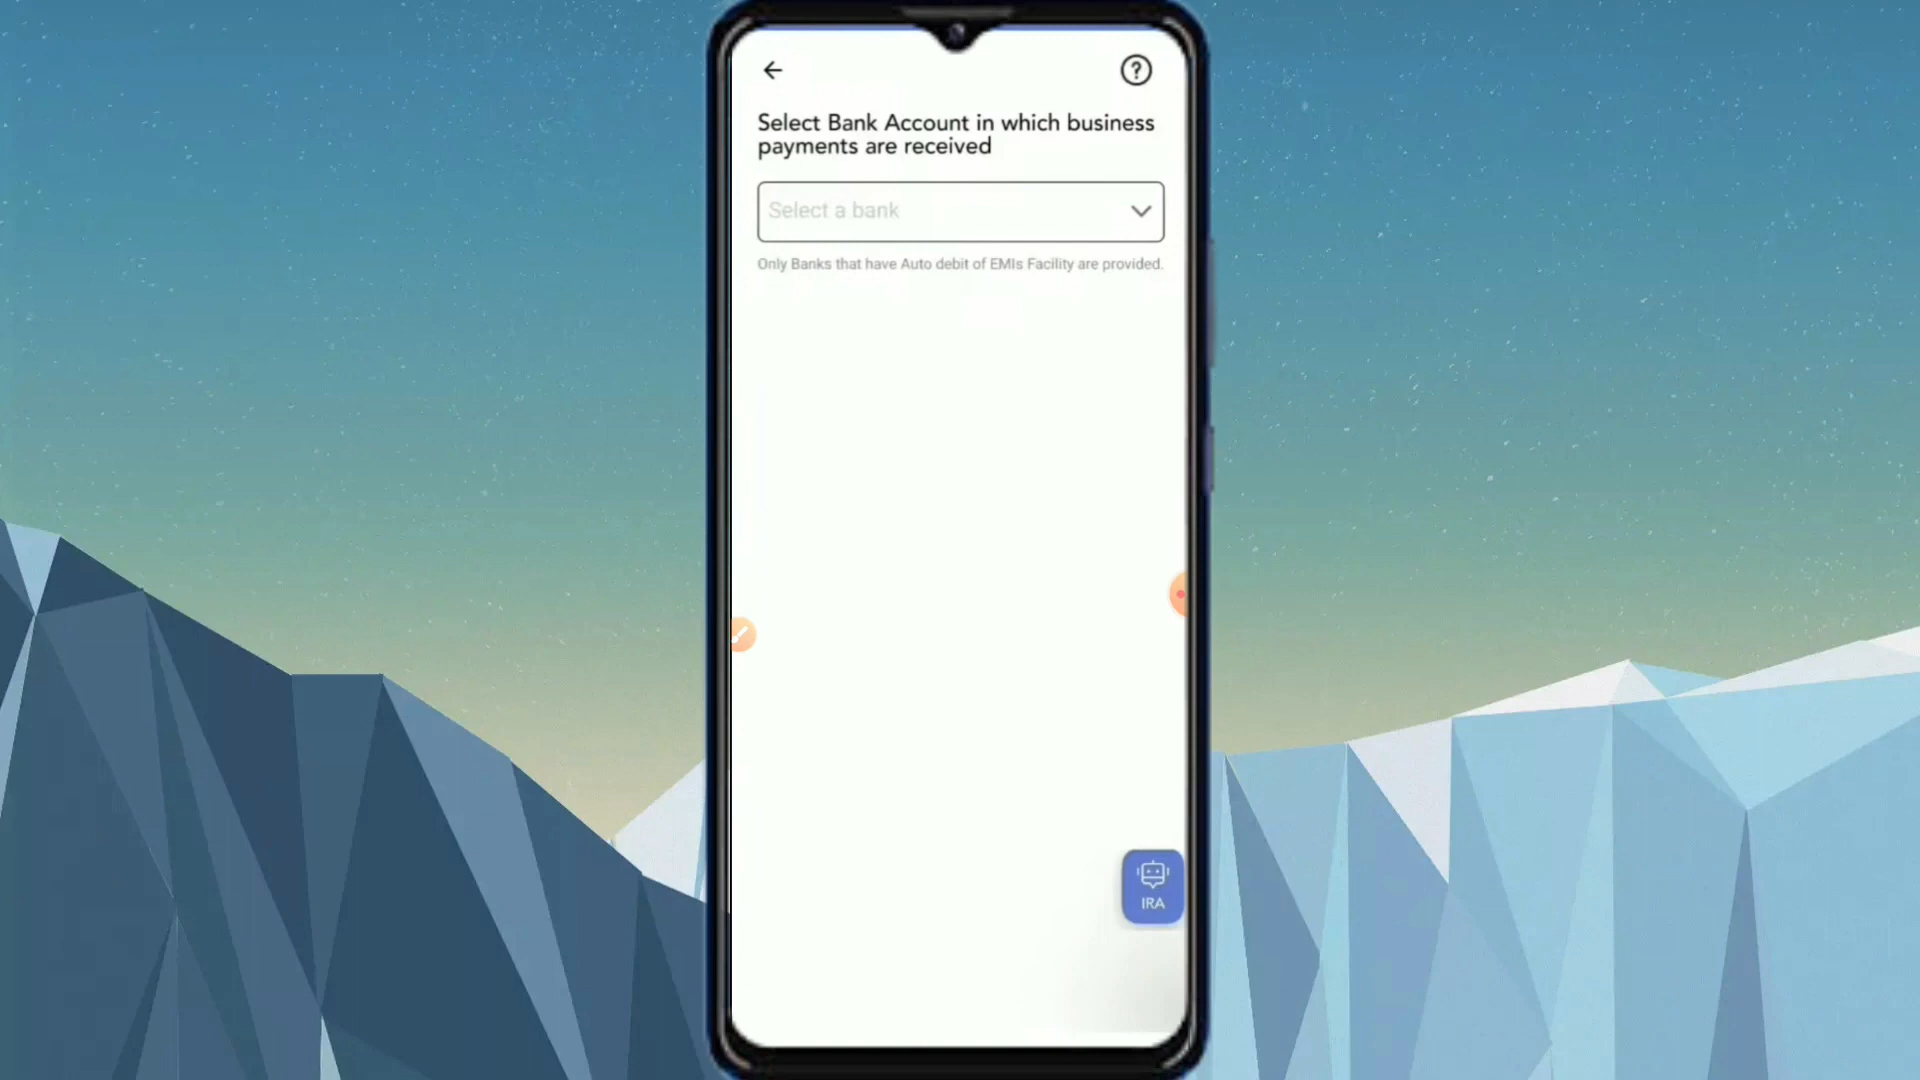 Select Bank Account in which business
payments are received
Select a bank
Only Banks that have Auto debit of EMIs Facility are provided.
IRA